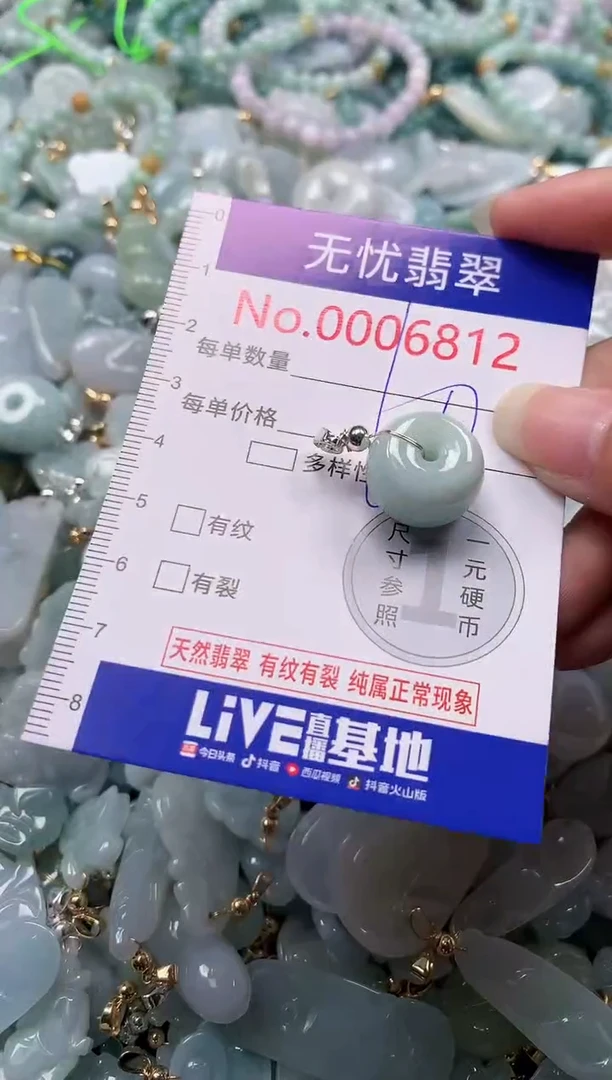 0
无忧翡翠
1
No.0006812
2
每单数量
3
每单价格
4
多样性
5
有纹
一元硬币
尺寸参照
1
6
有裂
7
天然翡翠 有纹有裂 纯属正常现象
8
LiVE直播基地
今日头条 抖音 西瓜视频 抖音火山版